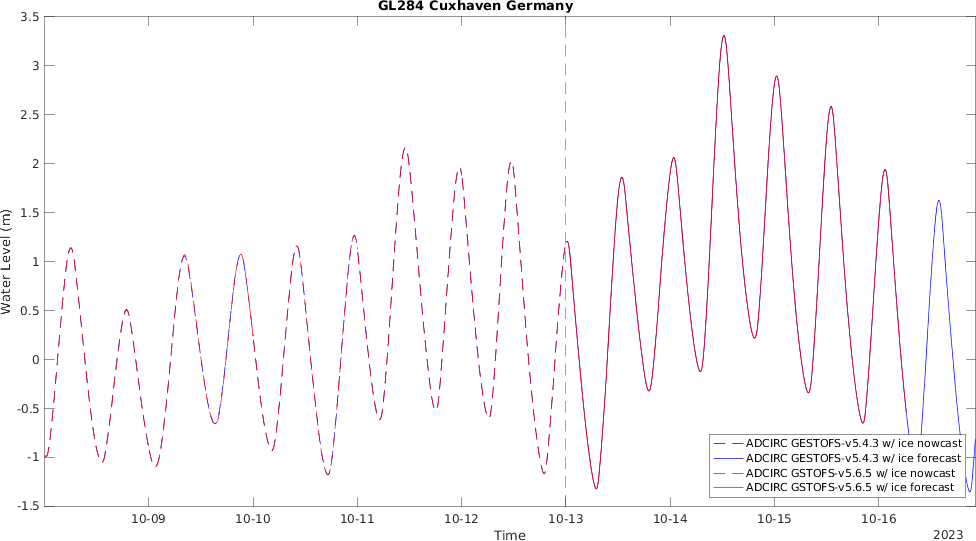 GL284 Cuxhaven Germany
3.5
3
2.5
2
1.5
1
0.5
0
-0.5
-1
-1.5
Water Level (m)
10-09
10-10
10-11
10-12
10-13
10-14
10-15
10-16
Time
2023
ADCIRC GESTOFS-v5.4.3 w/ ice nowcast
ADCIRC GESTOFS-v5.4.3 w/ ice forecast
ADCIRC GSTOFS-v5.6.5 w/ ice nowcast
ADCIRC GSTOFS-v5.6.5 w/ ice forecast